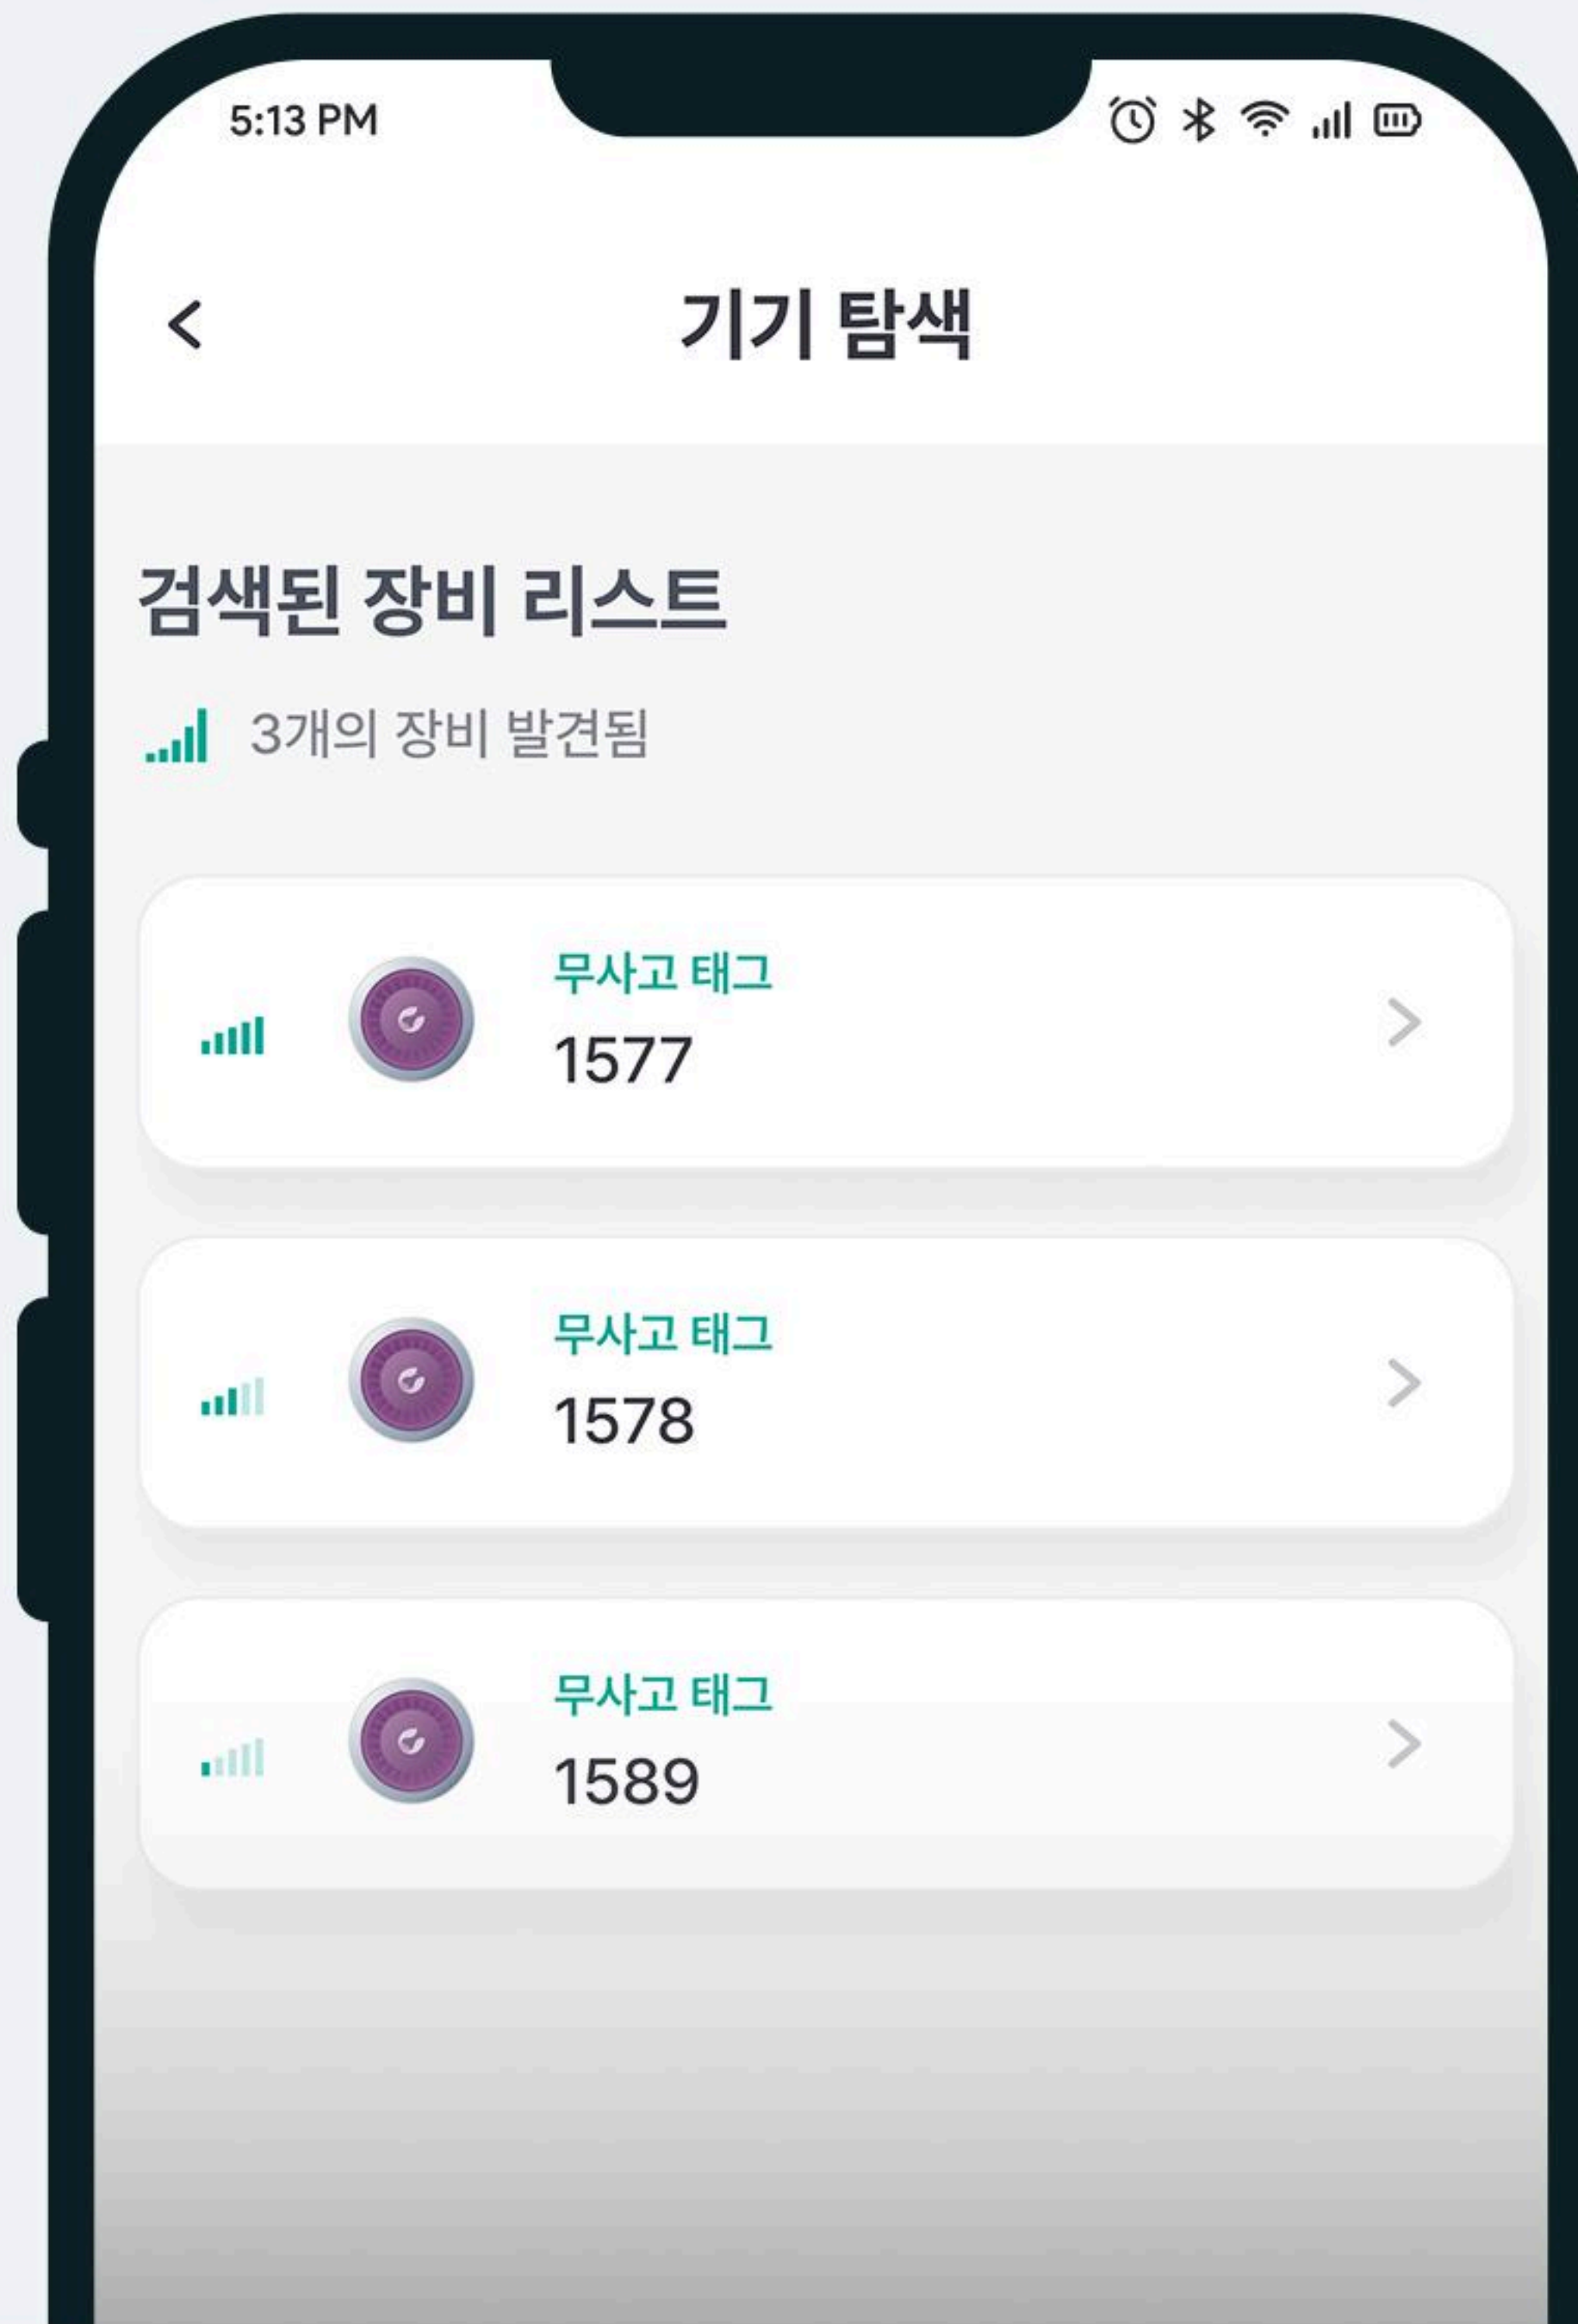 5:13 PM
기기 탐색
검색된 장비 리스트
3개의 장비 발견됨
무사고 태그
1577
무사고 태그
1578
무사고 태그
1589